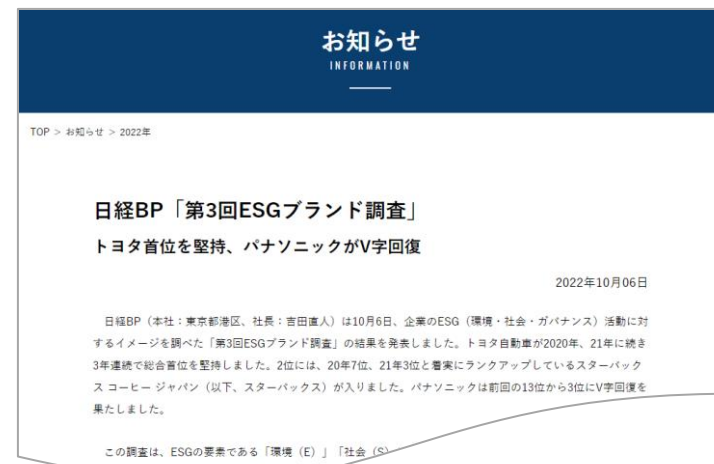 お知らせ
INFORMATION
TOP > お知らせ > 2022年
日経BP「第3回ESGブランド調査」
トヨタ首位を堅持、パナソニックがV字回復
2022年10月06日
日経BP（本社：東京都港区、社長：吉田直人）は10月6日、企業のESG（環境・社会・ガバナンス）活動に対
するイメージを調べた「第3回ESGブランド調査」の結果を発表しました。トヨタ自動車が2020年、21年に続き
3年連続で総合首位を堅持しました。2位には、20年7位、21年3位と着実にランクアップしているスターバック
ス コーヒー ジャパン（以下、スターバックス）が入りました。パナソニックは前回の13位から3位にV字回復を
果たしました。
この調査は、ESGの要素である「環境（E）」「社会（S）